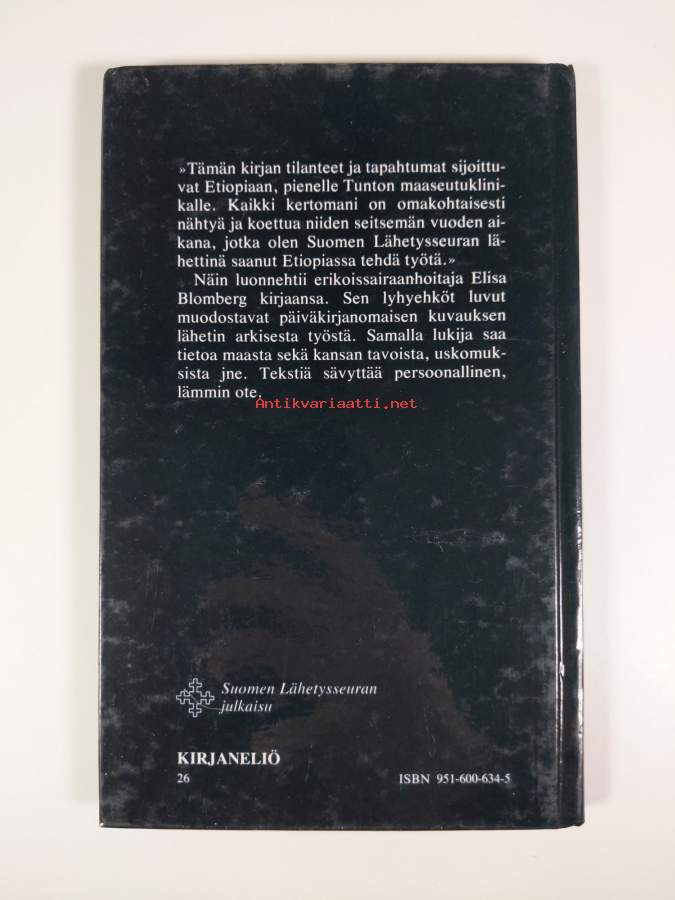 »Tämän kirjan tilanteet ja tapahtumat sijoittu-
vat Etiopiaan, pienelle Tunton maaseutuklini-
kalle. Kaikki kertomani on omakohtaisesti
nähtyä ja koettua niiden seitsemän vuoden ai-
kana, jotka olen Suomen Lähetysseuran lä-
hettinä saanut Etiopiassa tehdä työtä.»
Näin luonnehtii erikoissairaanhoitaja Elisa
Blomberg kirjaansa. Sen lyhyehköt luvut
muodostavat päiväkirjanomaisen kuvauksen
lähetin arkisesta työstä. Samalla lukija saa
tietoa maasta sekä kansan tavoista, uskomuk-
sista jne. Tekstiä sävyttää persoonallinen,
lämmin ote.
Antikvariaatti.net
Suomen Lähetysseuran
julkaisu
KIRJANELIÖ
26 ISBN 951-600-634-5